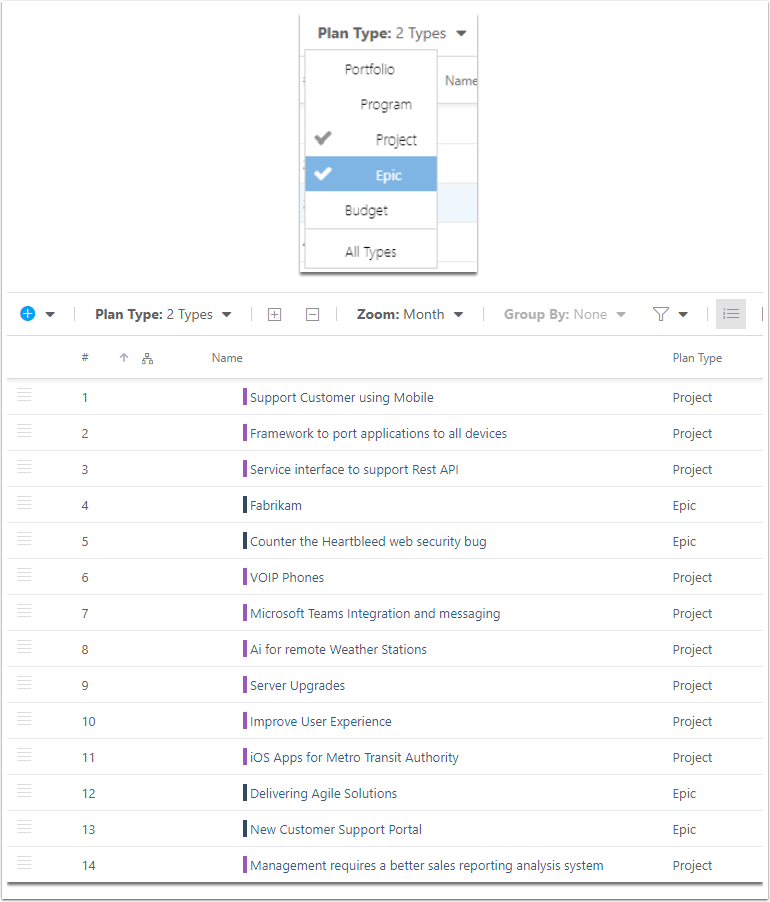 Plan Type: 2 Types
Name
Portfolio
Program
Project
Epic
Budget
All Types
Plan Type: 2 Types Zoom: Month Group By: None
# Name Plan Type
1 Support Customer using Mobile Project
2 Framework to port applications to all devices Project
3 Service interface to support Rest API Project
4 Fabrikam Epic
5 Counter the Heartbleed web security bug Epic
6 VOIP Phones Project
7 Microsoft Teams Integration and messaging Project
8 Ai for remote Weather Stations Project
9 Server Upgrades Project
10 Improve User Experience Project
11 iOS Apps for Metro Transit Authority Project
12 Delivering Agile Solutions Epic
13 New Customer Support Portal Epic
14 Management requires a better sales reporting analysis system Project